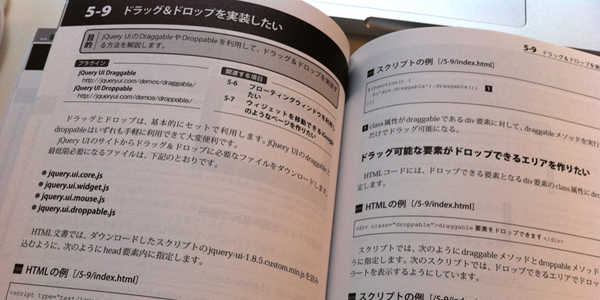 5-9 ドラッグ&ドロップを実装したい
目的
jQuery UIのDraggableやDroppableを利用して、ドラッグ&ドロップを実装す
る方法を解説します。
プラグイン
jQuery UI Draggable
http://jqueryui.com/demos/draggable/
jQuery UI Droppable
http://jqueryui.com/demos/droppable/
関連する項目
5-6 フローティングウィンドウを利用
したい
5-7 ウィジェットを移動できるiGoogle
のようなページを作りたい
ドラッグとドロップは、基本的にセットで利用します。jQuery UIのdraggableと
droppableはいずれも手軽に利用できて大変便利です。
jQuery UIのサイトからドラッグ&ドロップに必要なファイルをダウンロードします。
最低限必要になるファイルは、下記のとおりです。
● jquery.ui.core.js
● jquery.ui.widget.js
● jquery.ui.mouse.js
● jquery.ui.droppable.js
HTML文書では、ダウンロードしたスクリプトのjquery-ui-1.8.5.custom.min.jsを読み
込むように、次のようにhead要素内に指定します。
HTMLの例 [/5-9/index.html]
<script type="text/
5-9 ドラッグ&ドロップを実
スクリプトの例 [/5-9/index.html]
$(function() {
$("div.draggable").draggable(); 1
1 class属性がdraggableであるdiv要素に対して、draggableメソッドを実行
だけでドラッグ可能になる。
ドラッグ可能な要素がドロップできるエリアを作りたい
HTMLコードには、ドロップする要素となるdiv要素のclass属性にdro
定します。
HTMLの例 [/5-9/index.html]
<div class="droppable">draggable要素をドロップできます</div>
スクリプトでは、次のようにdraggableメソッドとdroppableメソッド
うに指定します。次のスクリプトでは、ドロップできるエリアでドロッ
ラートを表示するようにしています。
スクリプトの例 [/5-9/index.html]